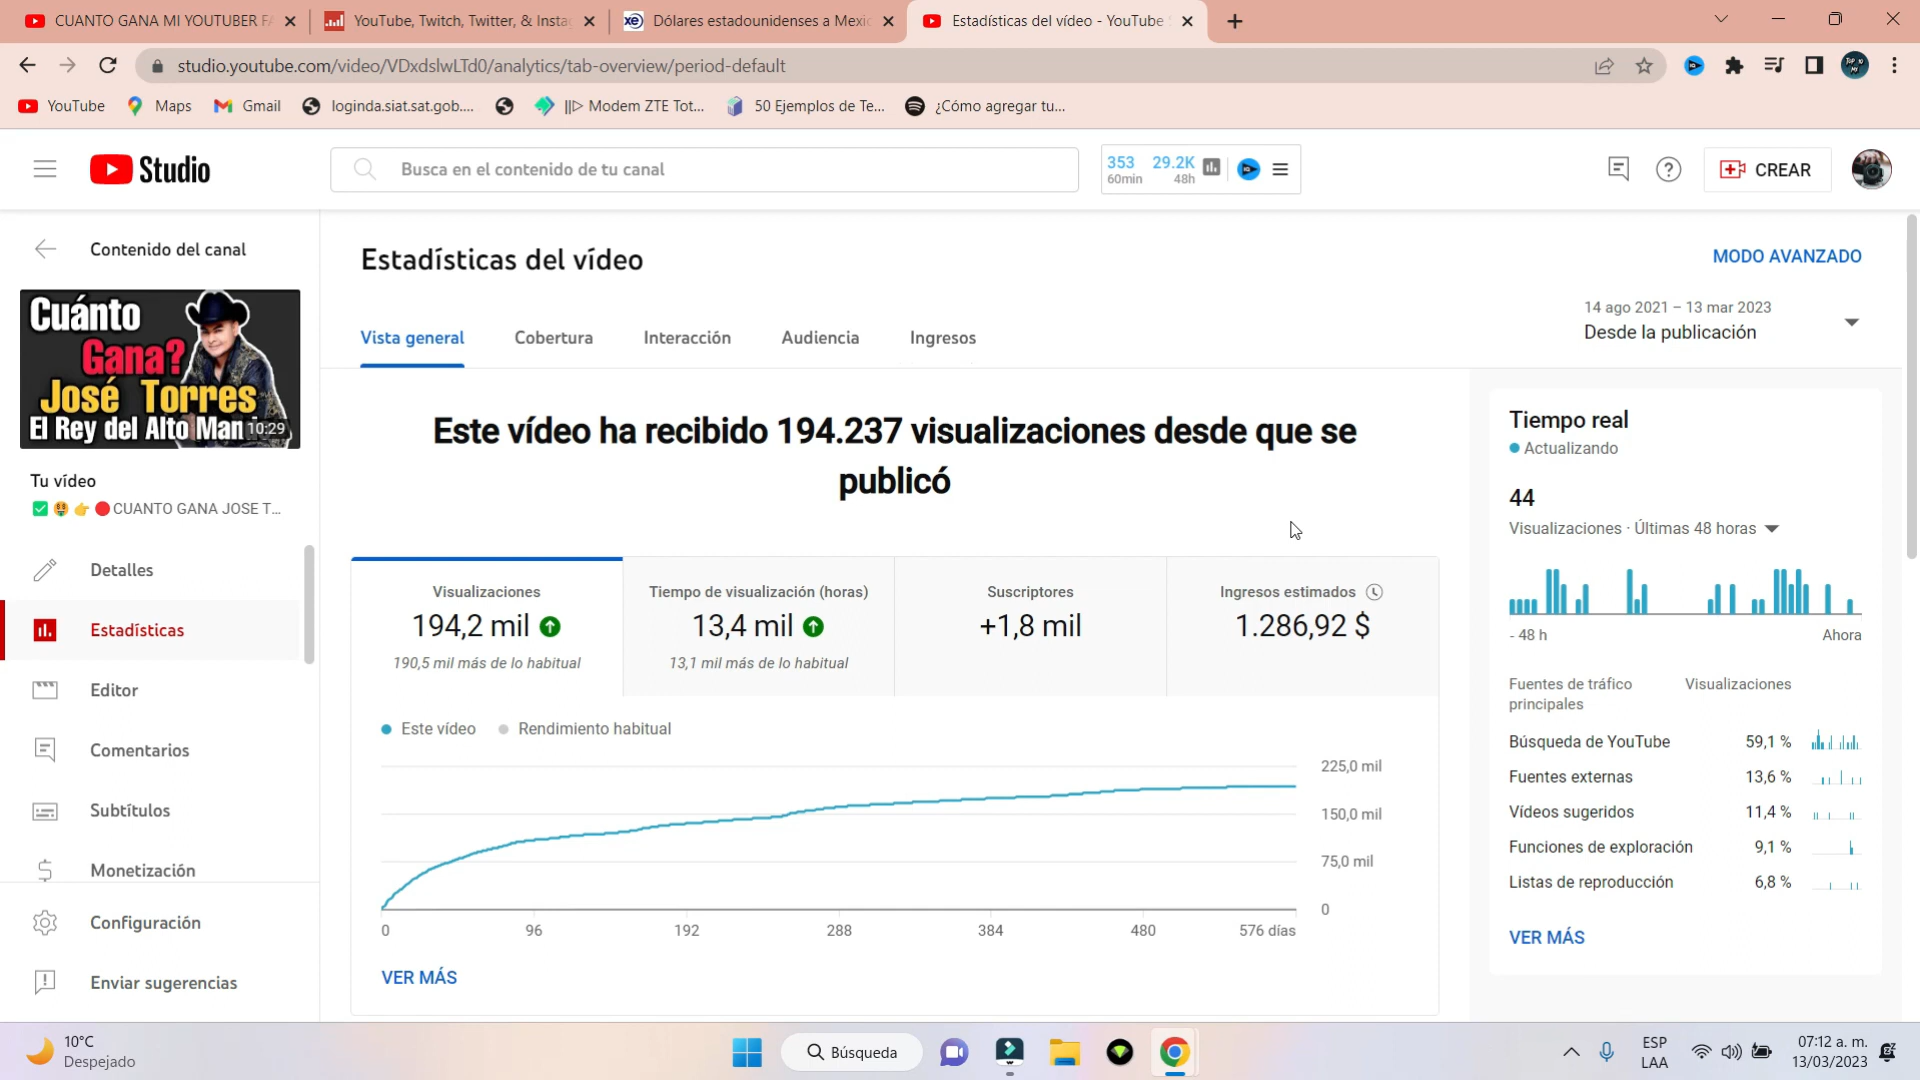 CUANTO GANA MI YOUTUBER FA
YouTube, Twitch, Twitter, & Insta
Dólares estadounidenses a Mexic
Estadísticas del vídeo - YouTube S
studio.youtube.com/video/VDxdslwLTd0/analytics/tab-overview/period-default
YouTube
Maps
Gmail
loginda.siat.sat.gob....
||▷ Modem ZTE Tot...
50 Ejemplos de Te...
¿Cómo agregar tu...
Studio
Busca en el contenido de tu canal
353 29.2K
60min 48h
CREAR
Contenido del canal
Cuánto
Gana?
José Torres
El Rey del Alto Man
10:29
Tu vídeo
✅ 🤑 👉 🔴 CUANTO GANA JOSE T...
Detalles
Estadísticas
Editor
Comentarios
Subtítulos
Monetización
Configuración
Enviar sugerencias
Estadísticas del vídeo
MODO AVANZADO
14 ago 2021 – 13 mar 2023
Desde la publicación
Vista general
Cobertura
Interacción
Audiencia
Ingresos
Este vídeo ha recibido 194.237 visualizaciones desde que se
publicó
Visualizaciones
194,2 mil
190,5 mil más de lo habitual
Tiempo de visualización (horas)
13,4 mil
13,1 mil más de lo habitual
Suscriptores
+1,8 mil
Ingresos estimados
1.286,92 $
Este vídeo
Rendimiento habitual
225,0 mil
150,0 mil
75,0 mil
0
0 96 192 288 384 480 576 días
VER MÁS
Tiempo real
Actualizando
44
Visualizaciones · Últimas 48 horas
- 48 h
Ahora
Fuentes de tráfico
principales
Visualizaciones
Búsqueda de YouTube 59,1 %
Fuentes externas 13,6 %
Vídeos sugeridos 11,4 %
Funciones de exploración 9,1 %
Listas de reproducción 6,8 %
VER MÁS
10°C
Despejado
Búsqueda
ESP
LAA
07:12 a. m.
13/03/2023